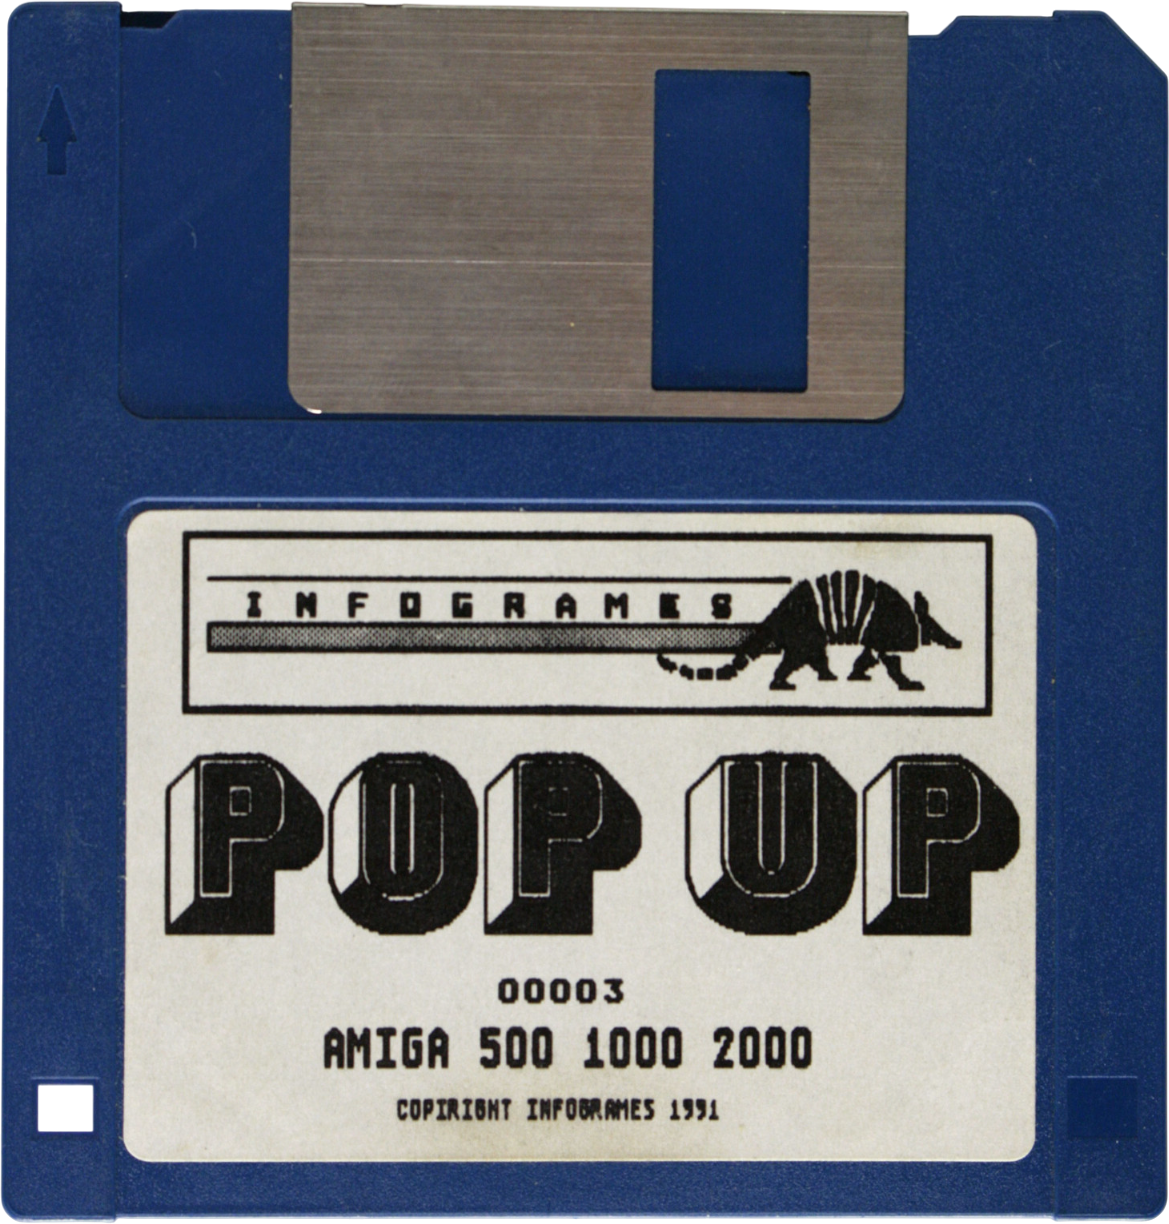 INFOGRAMES
POP UP
00003
AMIGA 500 1000 2000
COPIRIGHT INFOGRAMES 1991